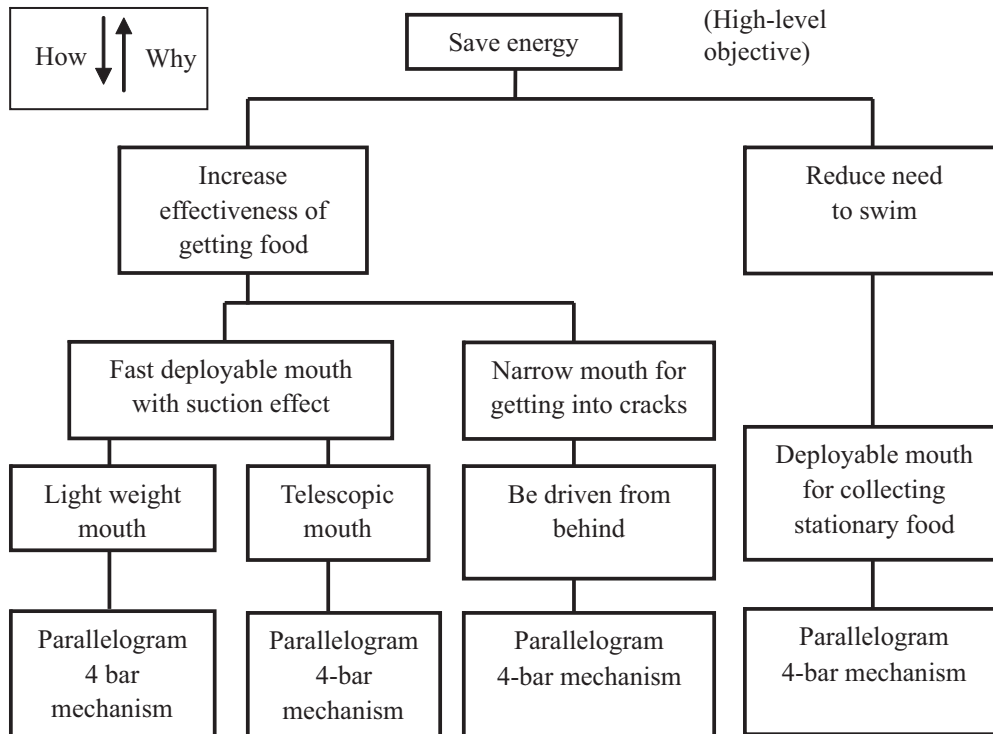 How Why
Save energy
(High-level
objective)
Increase
effectiveness of
getting food
Reduce need
to swim
Fast deployable mouth
with suction effect
Narrow mouth for
getting into cracks
Light weight
mouth
Telescopic
mouth
Be driven from
behind
Deployable mouth
for collecting
stationary food
Parallelogram
4 bar
mechanism
Parallelogram
4-bar
mechanism
Parallelogram
4-bar mechanism
Parallelogram
4-bar mechanism